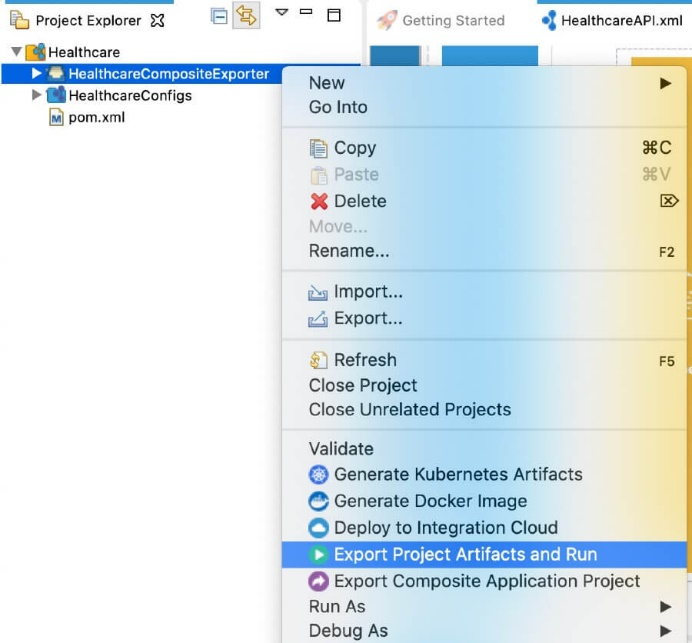 Project Explorer
Getting Started
HealthcareAPI.xml
Healthcare
HealthcareCompositeExporter
HealthcareConfigs
pom.xml
New
Go Into
Copy ⌘C
Paste ⌘V
Delete ⌦
Move...
Rename... F2
Import...
Export...
Refresh F5
Close Project
Close Unrelated Projects
Validate
Generate Kubernetes Artifacts
Generate Docker Image
Deploy to Integration Cloud
Export Project Artifacts and Run
Export Composite Application Project
Run As
Debug As